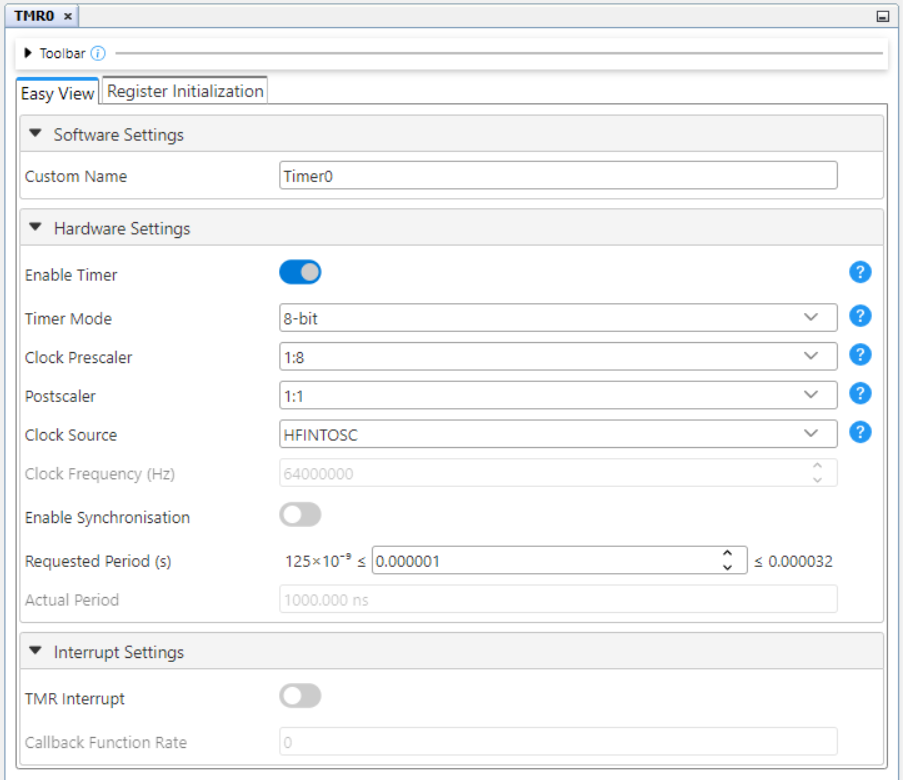 TMR0 ×
Toolbar
Easy View Register Initialization
Software Settings
Custom Name Timer0
Hardware Settings
Enable Timer ?
Timer Mode 8-bit ?
Clock Prescaler 1:8 ?
Postscaler 1:1 ?
Clock Source HFINTOSC ?
Clock Frequency (Hz) 64000000
Enable Synchronisation
Requested Period (s) 125×10⁻⁹ ≤ 0.000001 ≤ 0.000032
Actual Period 1000.000 ns
Interrupt Settings
TMR Interrupt
Callback Function Rate 0